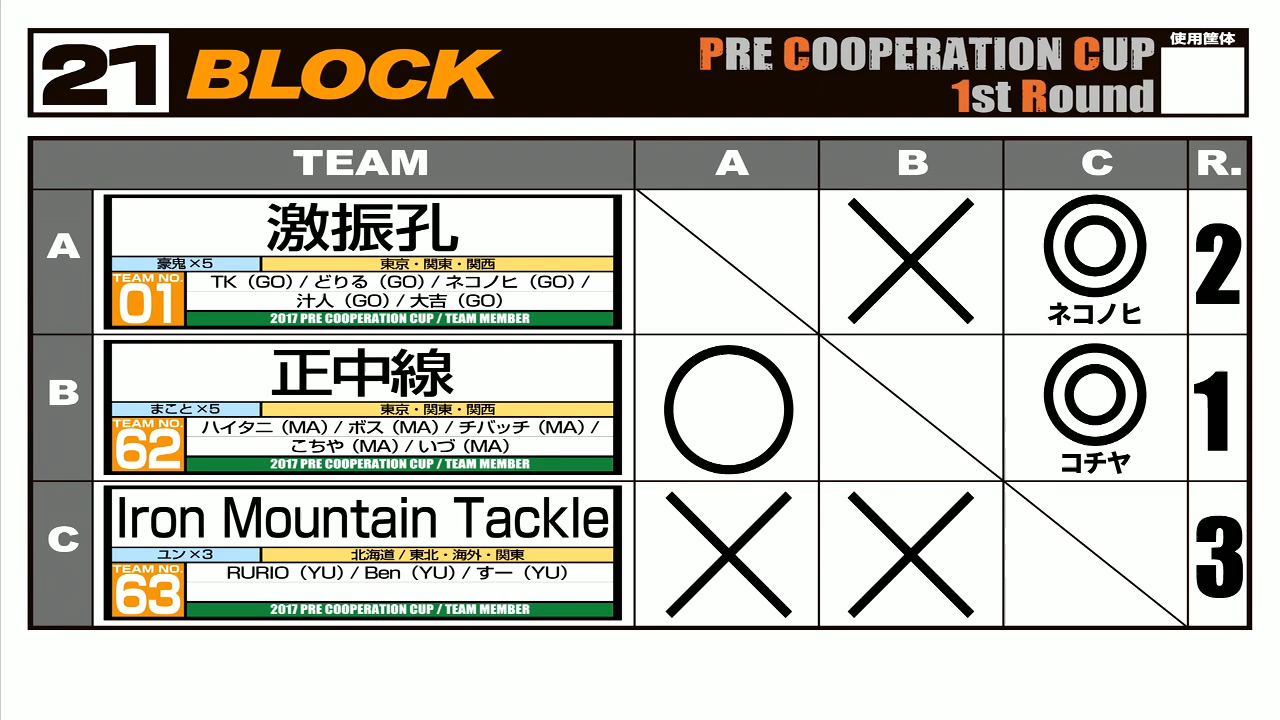 21 BLOCK
PRE COOPERATION CUP
1st Round
使用筐体
TEAM A B C R.
A
激振孔
豪鬼×5 東京・関東・関西
TEAM NO. 01
TK（GO）/ どりる（GO）/ ネコノヒ（GO）/
汁人（GO）/ 大吉（GO）
2017 PRE COOPERATION CUP / TEAM MEMBER
× ◎ ネコノヒ 2
B
正中線
まこと×5 東京・関東・関西
TEAM NO. 62
ハイタニ（MA）/ ボス（MA）/ チバッチ（MA）/
こちや（MA）/ いづ（MA）
2017 PRE COOPERATION CUP / TEAM MEMBER
○ ◎ コチヤ 1
C
Iron Mountain Tackle
ユン×3 北海道 / 東北・海外・関東
TEAM NO. 63
RURIO（YU）/ Ben（YU）/ すー（YU）
2017 PRE COOPERATION CUP / TEAM MEMBER
× × 3